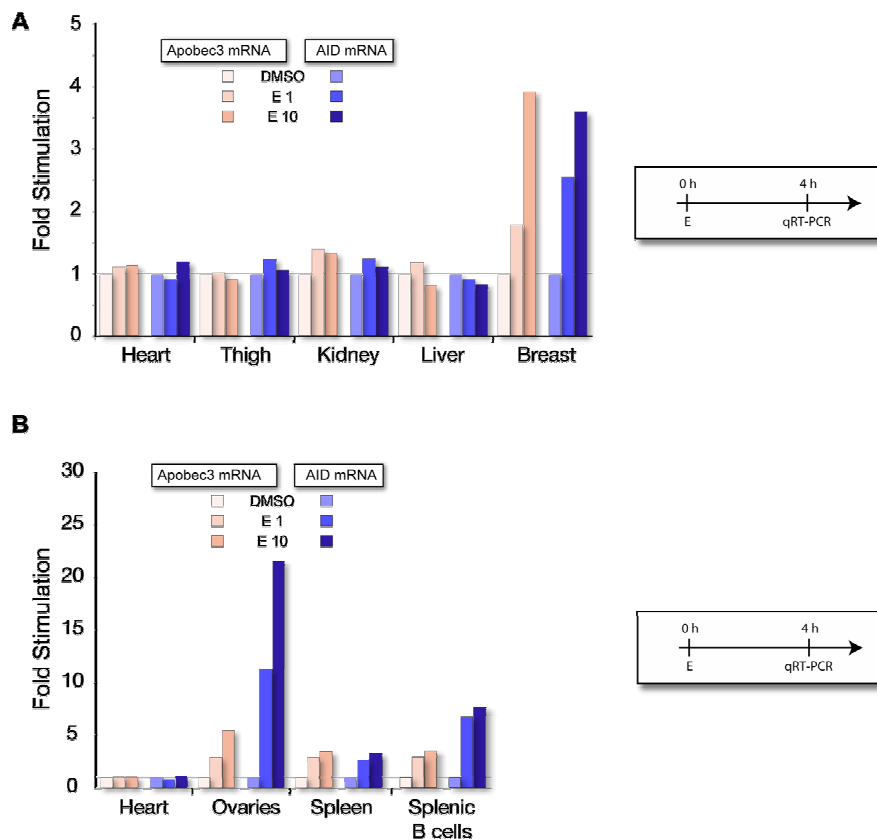 A
5
4
3
2
1
0
Fold Stimulation
Apobec3 mRNA AID mRNA
DMSO
E 1
E 10
Heart Thigh Kidney Liver Breast
0 h 4 h
E qRT-PCR
B
30
25
20
15
10
5
0
Fold Stimulation
Apobec3 mRNA AID mRNA
DMSO
E 1
E 10
Heart Ovaries Spleen Splenic
B cells
0 h 4 h
E qRT-PCR